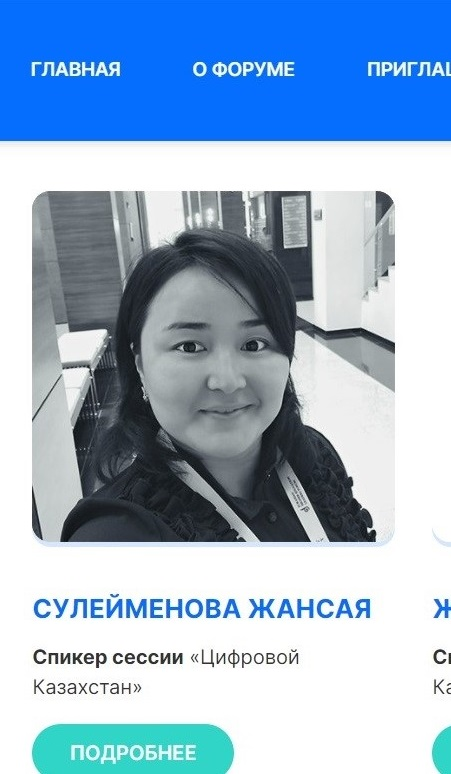 ГЛАВНАЯ О ФОРУМЕ
СУЛЕЙМЕНОВА ЖАНСАЯ
Спикер сессии «Цифровой
Казахстан»
ПОДРОБНЕЕ